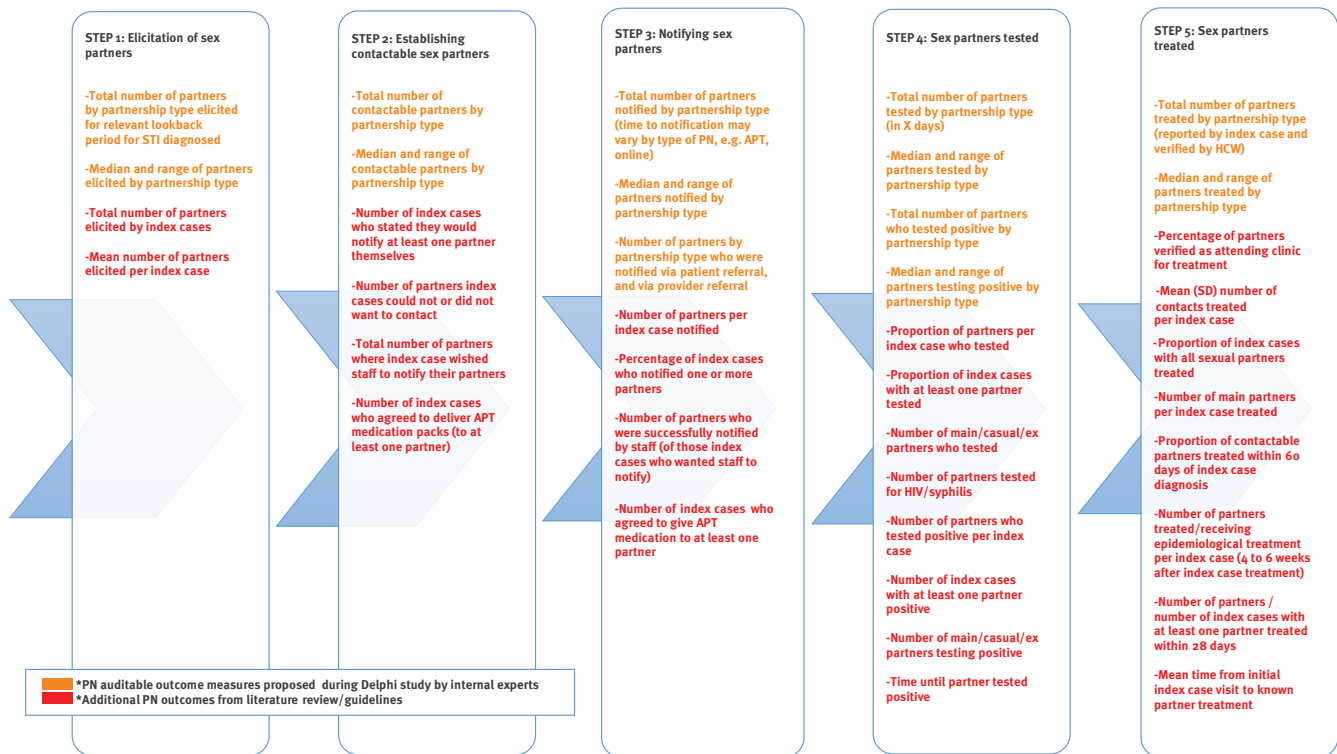 STEP 1: Elicitation of sex
partners
-Total number of partners
by partnership type elicited
for relevant lookback
period for STI diagnosed
-Median and range of partners
elicited by partnership type
-Total number of partners
elicited by index cases
-Mean number of partners
elicited per index case
STEP 2: Establishing
contactable sex partners
-Total number of
contactable partners by
partnership type
-Median and range of
contactable partners by
partnership type
-Number of index cases
who stated they would
notify at least one partner
themselves
-Number of partners index
cases could not or did not
want to contact
-Total number of partners
where index case wished
staff to notify their partners
-Number of index cases
who agreed to deliver APT
medication packs (to at
least one partner)
STEP 3: Notifying sex
partners
-Total number of partners
notified by partnership type
(time to notification may
vary by type of PN, e.g. APT,
online)
-Median and range of
partners notified by
partnership type
-Number of partners by
partnership type who were
notified via patient referral,
and via provider referral
-Number of partners per
index case notified
-Percentage of index cases
who notified one or more
partners
-Number of partners who
were successfully notified
by staff (of those index
cases who wanted staff to
notify)
-Number of index cases who
agreed to give APT
medication to at least one
partner
STEP 4: Sex partners
tested
-Total number of partners
tested by partnership type
(in X days)
-Median and range of
partners tested by
partnership type
-Total number of partners
who tested positive by
partnership type
-Median and range of
partners testing positive by
partnership type
-Proportion of partners per
index case who tested
-Proportion of index cases
with at least one partner
tested
-Number of main/casual/ex
partners who tested
-Number of partners tested
for HIV/syphilis
-Number of partners who
tested positive per index
case
-Number of index cases
with at least one partner
positive
-Number of main/casual/ex
partners testing positive
-Time until partner tested
positive
STEP 5: Sex partners
treated
-Total number of partners
treated by partnership type
(reported by index case and
verified by HCW)
-Median and range of
partners treated by
partnership type
-Percentage of partners
verified as attending clinic
for treatment
-Mean (SD) number of
contacts treated
per index case
-Proportion of index cases
with all sexual partners
treated
-Number of main partners
per index case treated
-Proportion of contactable
partners treated within 60
days of index case
diagnosis
-Number of partners
treated/receiving
epidemiological treatment
per index case (4 to 6 weeks
after index case treatment)
-Number of partners /
number of index cases with
at least one partner treated
within 28 days
-Mean time from initial
index case visit to known
partner treatment
*PN auditable outcome measures proposed during Delphi study by internal experts
*Additional PN outcomes from literature review/guidelines